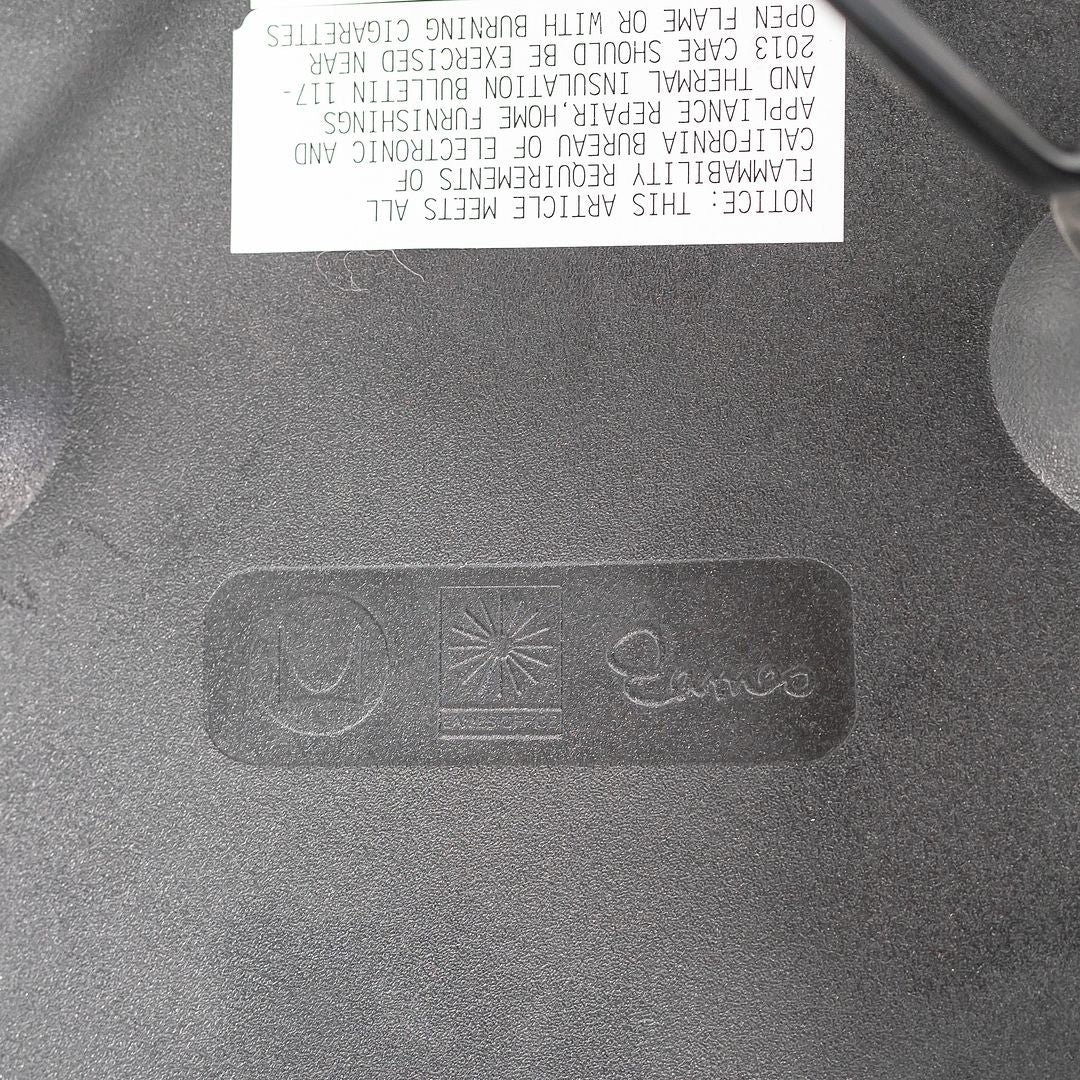 NOTICE: THIS ARTICLE MEETS ALL
FLAMMABILITY REQUIREMENTS OF
CALIFORNIA BUREAU OF ELECTRONIC AND
APPLIANCE REPAIR,HOME FURNISHINGS
AND THERMAL INSULATION BULLETIN 117-
2013 CARE SHOULD BE EXERCISED NEAR
OPEN FLAME OR WITH BURNING CIGARETTES
Eames